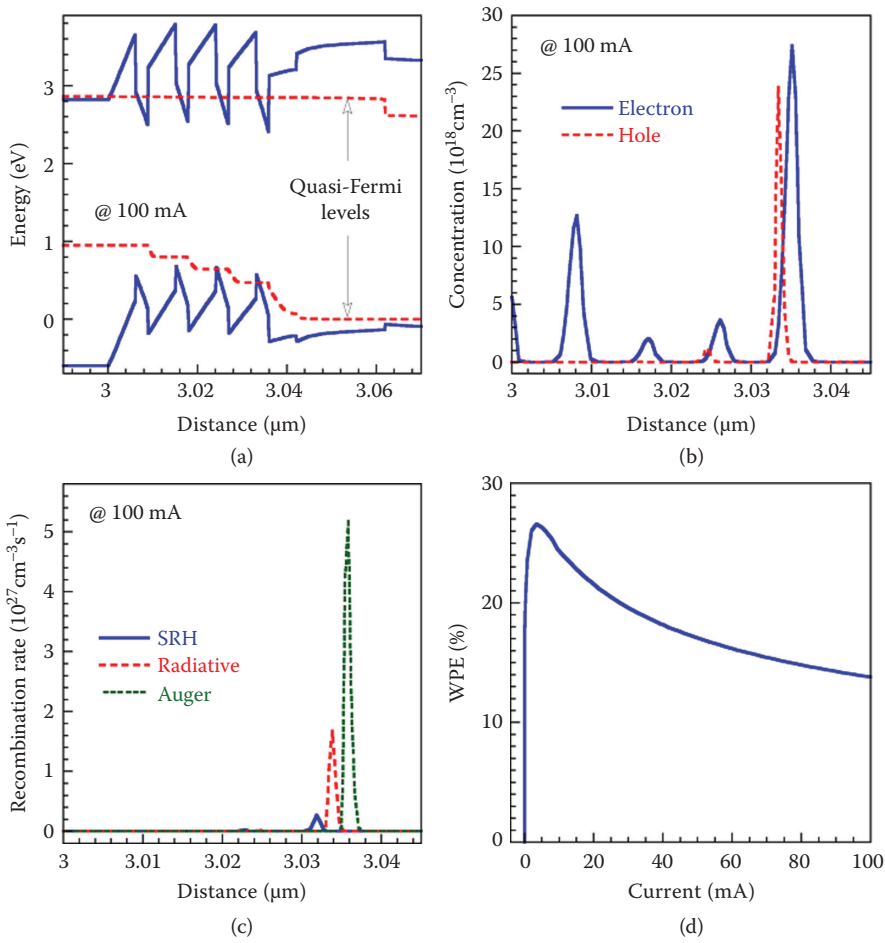 @ 100 mA
3
2
1
0
Energy (eV)
@ 100 mA
Quasi-Fermi
levels
3
3.02
3.04
3.06
Distance (µm)
(a)
30
25
20
15
10
5
0
Concentration (10¹⁸cm⁻³)
@ 100 mA
Electron
Hole
3
3.01
3.02
3.03
3.04
Distance (µm)
(b)
5
4
3
2
1
0
Recombination rate (10²⁷cm⁻³s⁻¹)
@ 100 mA
SRH
Radiative
Auger
3
3.01
3.02
3.03
3.04
Distance (µm)
(c)
30
20
10
0
WPE (%)
0
20
40
60
80
100
Current (mA)
(d)